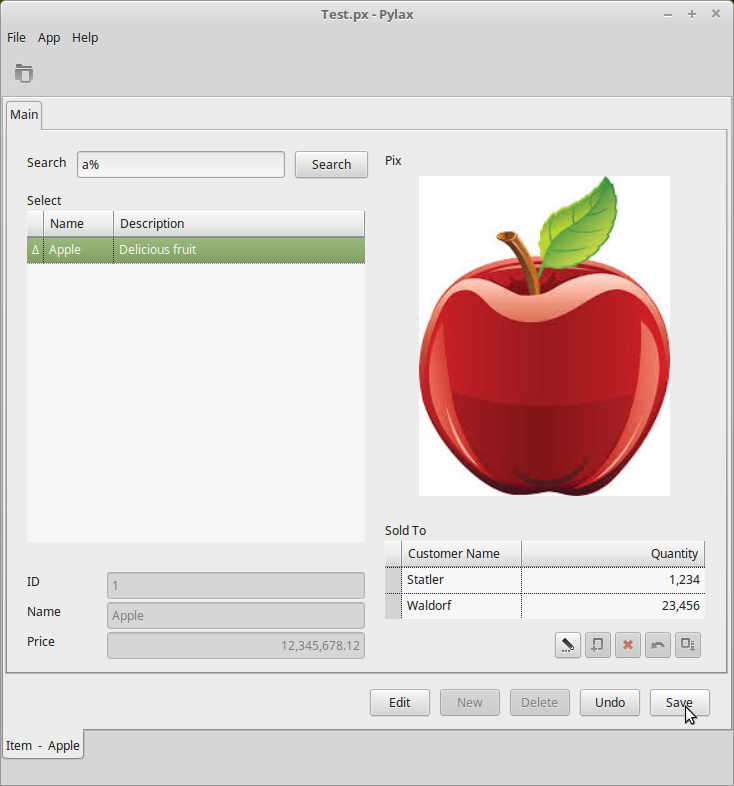 Test.px - Pylax
File App Help
Main
Search a% Search
Select
Name Description
Δ Apple Delicious fruit
ID 1
Name Apple
Price 12,345,678.12
Pix
Sold To
Customer Name Quantity
Statler 1,234
Waldorf 23,456
Edit New Delete Undo Save
Item - Apple